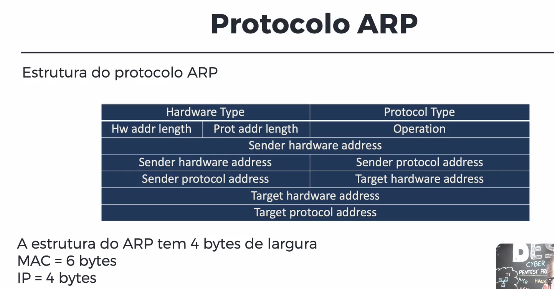 Protocolo ARP
Estrutura do protocolo ARP
Hardware Type Protocol Type
Hw addr length Prot addr length Operation
Sender hardware address
Sender hardware address Sender protocol address
Sender protocol address Target hardware address
Target hardware address
Target protocol address
A estrutura do ARP tem 4 bytes de largura
MAC = 6 bytes
IP = 4 bytes
CYBER
PENTEST PRO